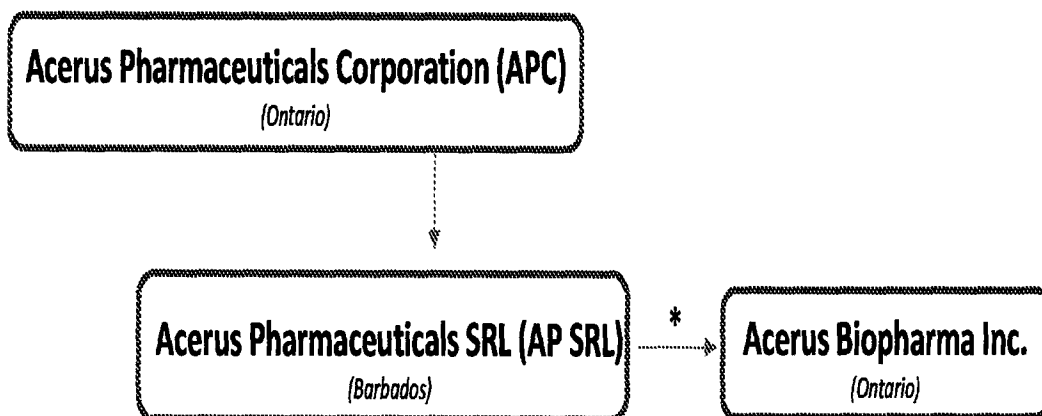 Acerus Pharmaceuticals Corporation (APC)
(Ontario)
Acerus Pharmaceuticals SRL (AP SRL)
(Barbados)
*
Acerus Biopharma Inc.
(Ontario)